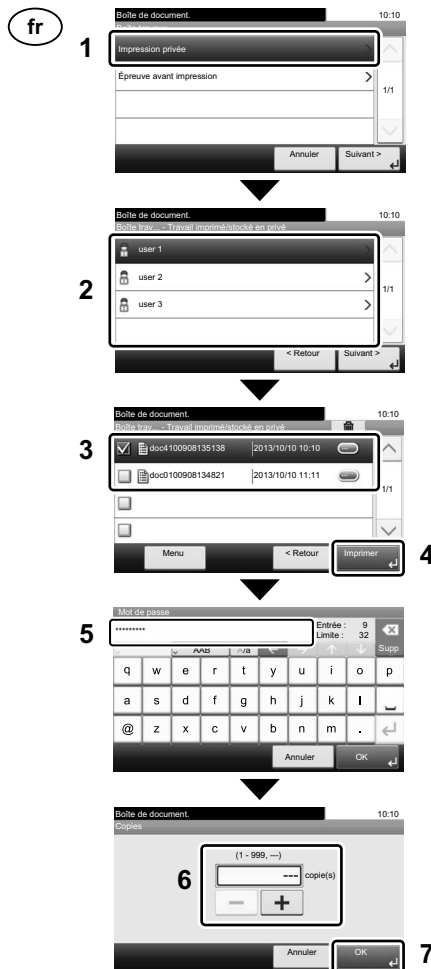 fr
Boîte de document. 10:10
Boîte travaux
1
Impression privée
Épreuve avant impression
1/1
Annuler Suivant >
Boîte de document. 10:10
Boîte trav... - Travail imprimé/stocké en privé
2
user 1
user 2
user 3
1/1
< Retour Suivant >
Boîte de document. 10:10
Boîte trav... - Travail imprimé/stocké en privé
3
doc4100908135138 2013/10/10 10:10 ...
doc0100908134821 2013/10/10 11:11 ...
1/1
Menu < Retour Imprimer 4
Mot de passe
5
********* Entrée : 9
Limite : 32
AAB A/a Supp
q w e r t y u i o p
a s d f g h j k l
@ z x c v b n m .
Annuler OK
Boîte de document. 10:10
Copies
(1 - 999, ---)
6
--- copie(s)
− +
Annuler OK 7